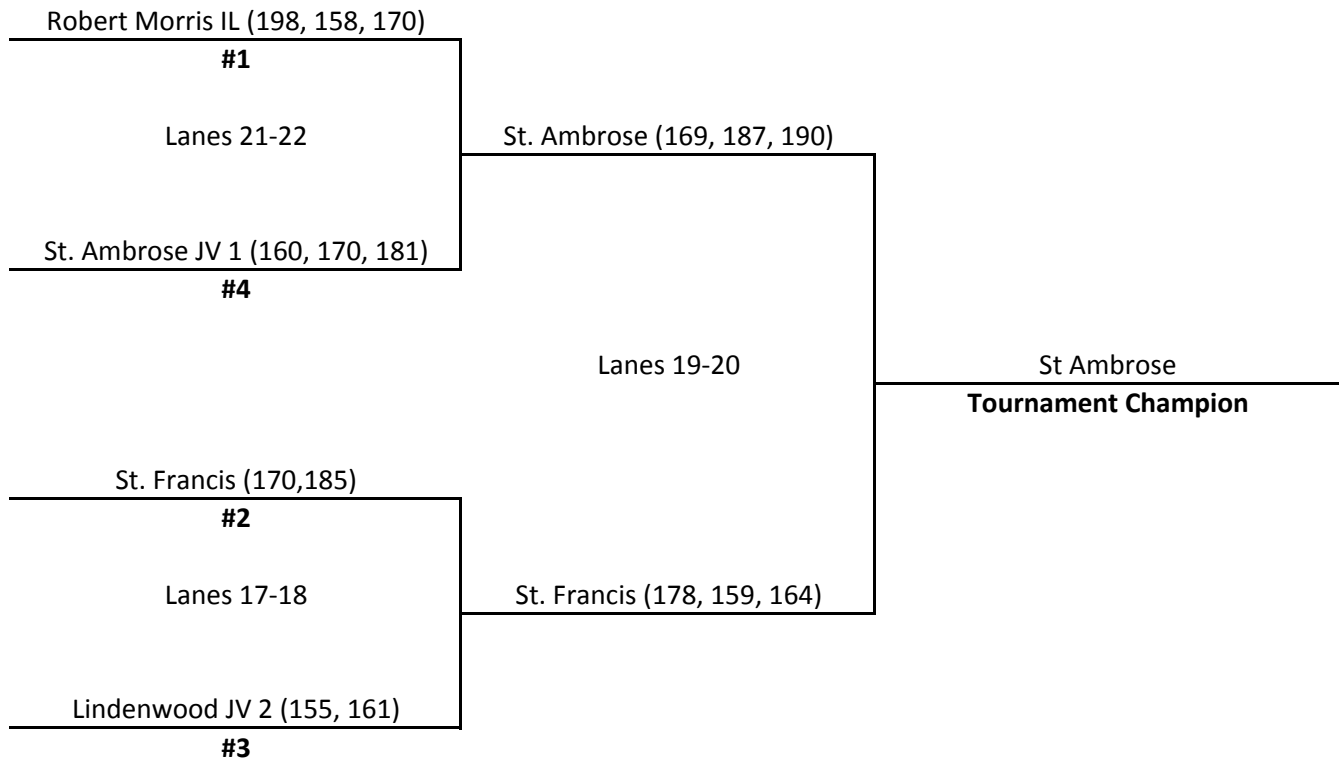 Robert Morris IL (198, 158, 170)
#1
Lanes 21-22
St. Ambrose (169, 187, 190)
St. Ambrose JV 1 (160, 170, 181)
#4
Lanes 19-20
St Ambrose
Tournament Champion
St. Francis (170,185)
#2
Lanes 17-18
St. Francis (178, 159, 164)
Lindenwood JV 2 (155, 161)
#3